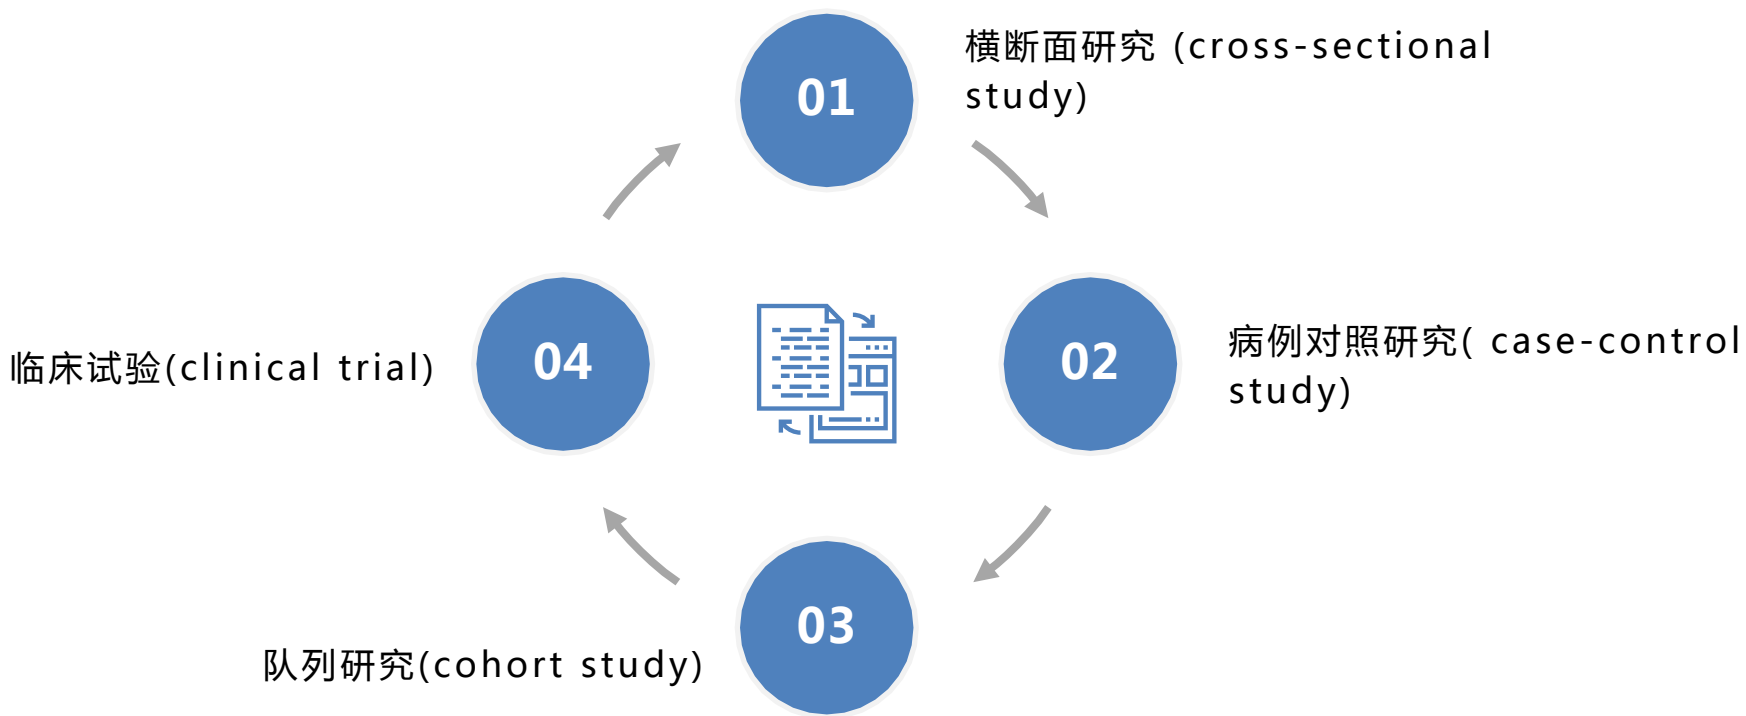 01
横断面研究 (cross-sectional
study)
02
病例对照研究( case-control
study)
03
队列研究(cohort study)
04
临床试验(clinical trial)